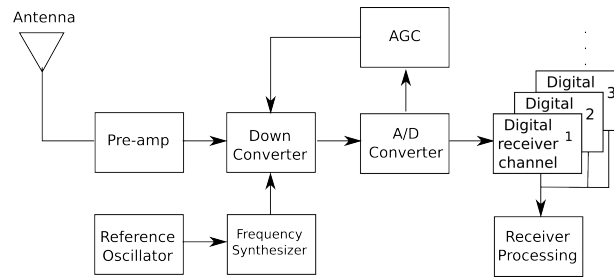 Antenna
AGC
Pre-amp
Down
Converter
A/D
Converter
Digital
3
Digital
2
Digital
receiver
channel
1
Reference
Oscillator
Frequency
Synthesizer
Receiver
Processing